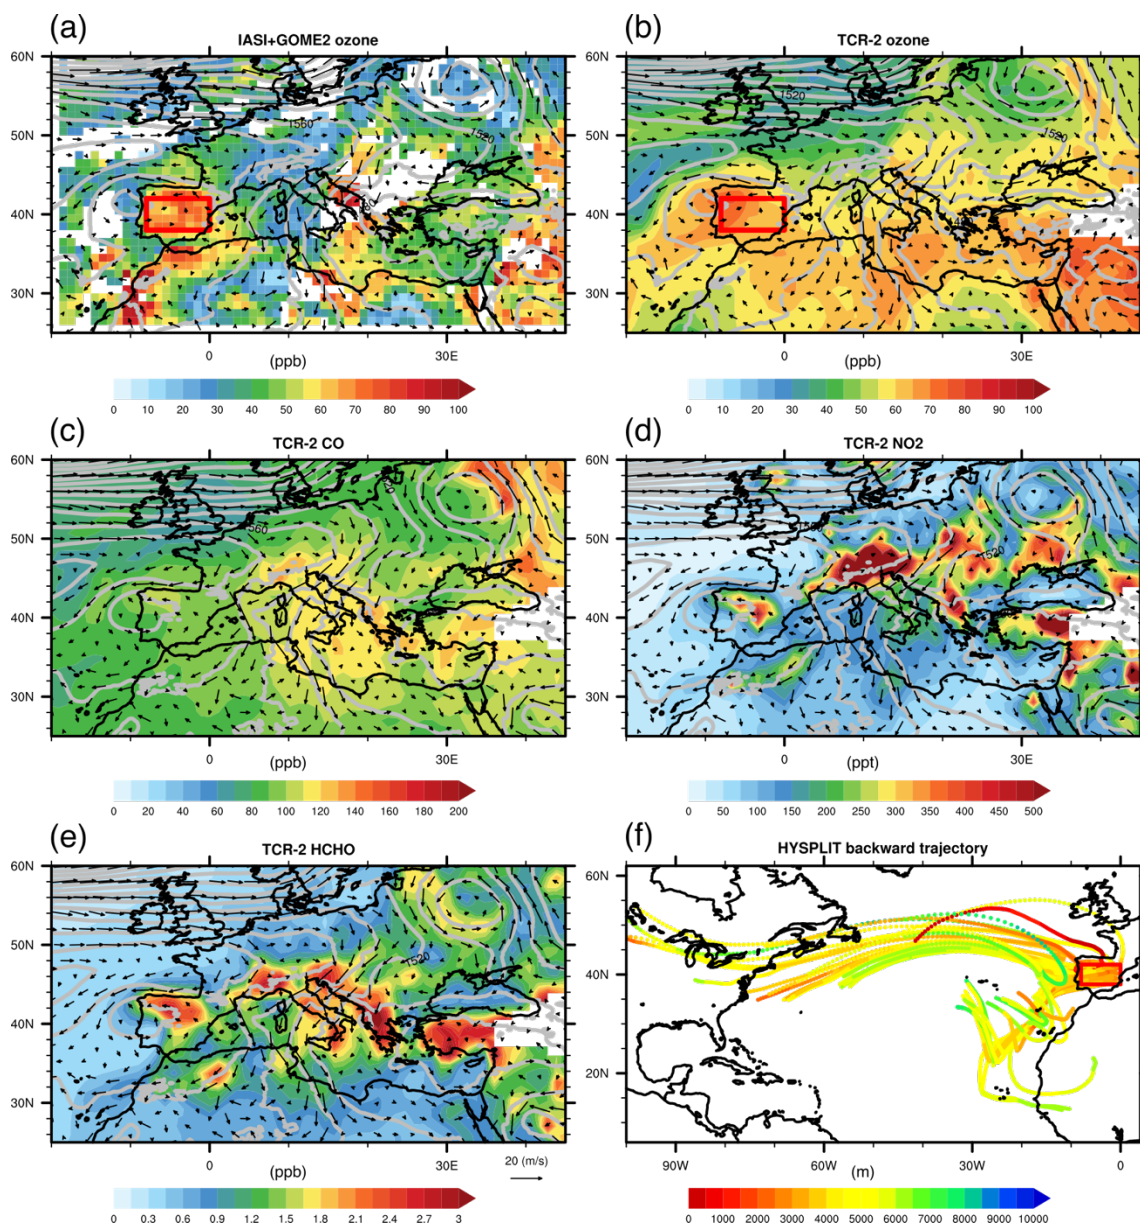 (a)
IASI+GOME2 ozone
60N
50N
40N
30N
1560
0
30E
(ppb)
0 10 20 30 40 50 60 70 80 90 100
(b)
TCR-2 ozone
60N
50N
40N
30N
1520
1520
0
30E
(ppb)
0 10 20 30 40 50 60 70 80 90 100
(c)
TCR-2 CO
60N
50N
40N
30N
1560
0
30E
(ppb)
0 20 40 60 80 100 120 140 160 180 200
(d)
TCR-2 NO2
60N
50N
40N
30N
1520
0
30E
(ppt)
0 50 100 150 200 250 300 350 400 450 500
(e)
TCR-2 HCHO
60N
50N
40N
30N
1520
0
30E
(ppb)
20 (m/s)
0 0.3 0.6 0.9 1.2 1.5 1.8 2.1 2.4 2.7 3
(f)
HYSPLIT backward trajectory
60N
40N
20N
90W
60W
30W
0
(m)
0 1000 2000 3000 4000 5000 6000 7000 8000 9000 10000